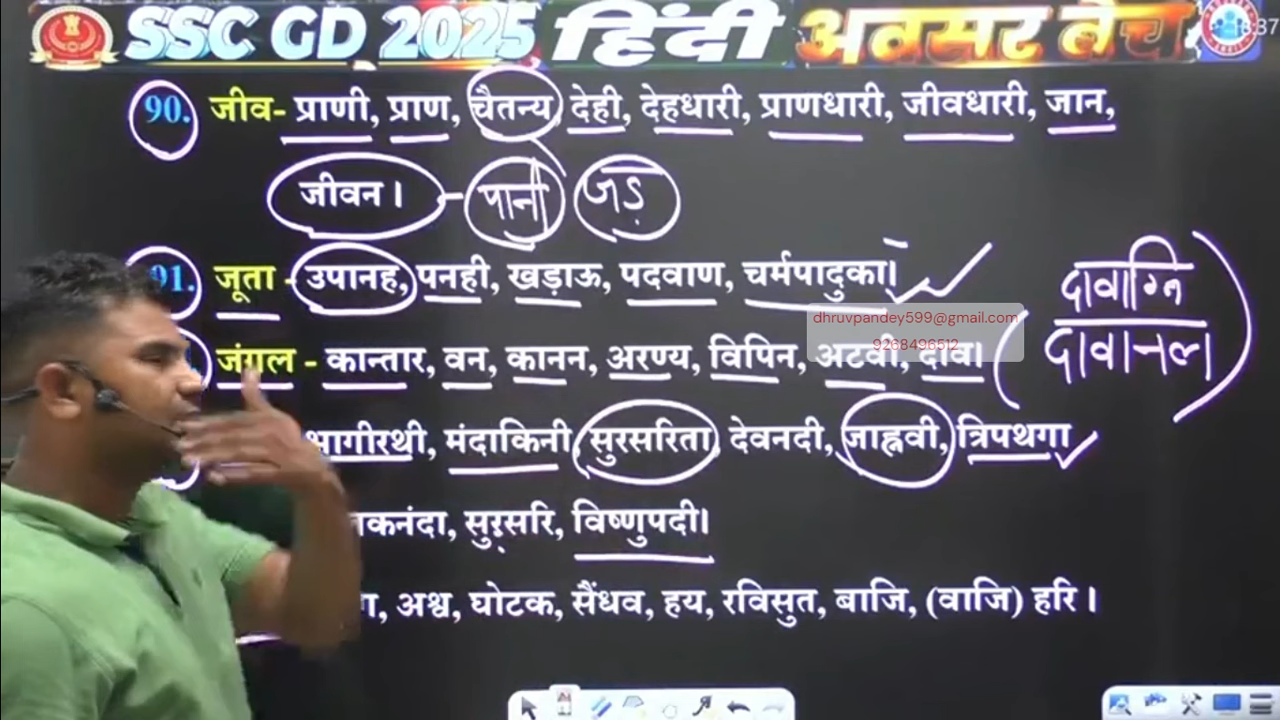 SSC GD 2025 हिंदी अवसर बैच
90. जीव- प्राणी, प्राण, चैतन्य, देही, देहधारी, प्राणधारी, जीवधारी, जान,
जीवन। - पानी जड़
91. जूता - उपानह, पनही, खड़ाऊ, पदवाण, चर्मपादुका।
दावाग्नि
dhruvpandey599@gmail.com
9268496512
जंगल - कान्तार, वन, कानन, अरण्य, विपिन, अटवी, दाव।
दावानल
भागीरथी, मंदाकिनी, सुरसरिता, देवनदी, जाह्नवी, त्रिपथगा
सुरसरि, विष्णुपदी।
अश्व, घोटक, सैंधव, हय, रविसुत, बाजि, (वाजि) हरि।